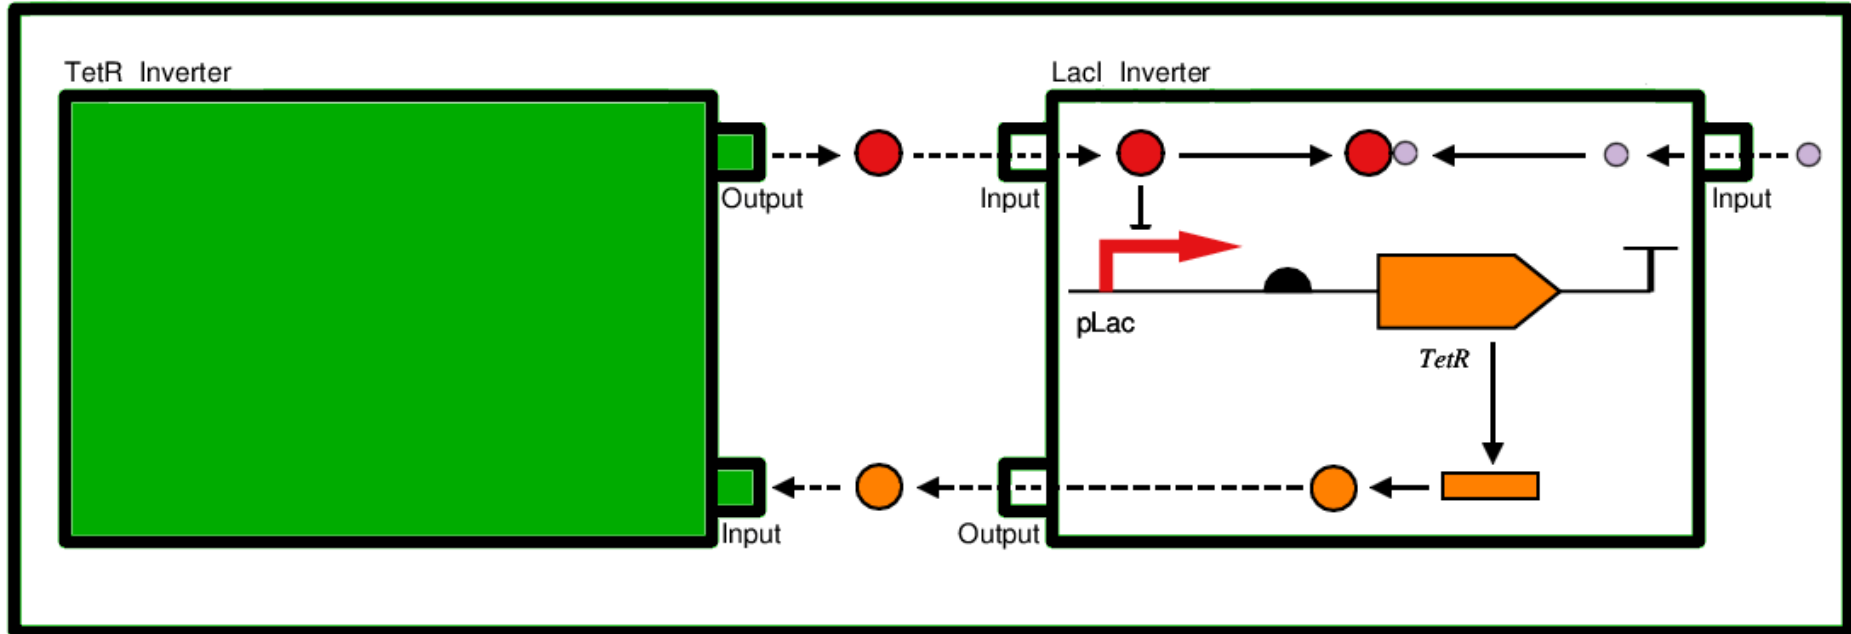 TetR Inverter
LacI Inverter
Output
Input
Input
pLac
TetR
Input
Output